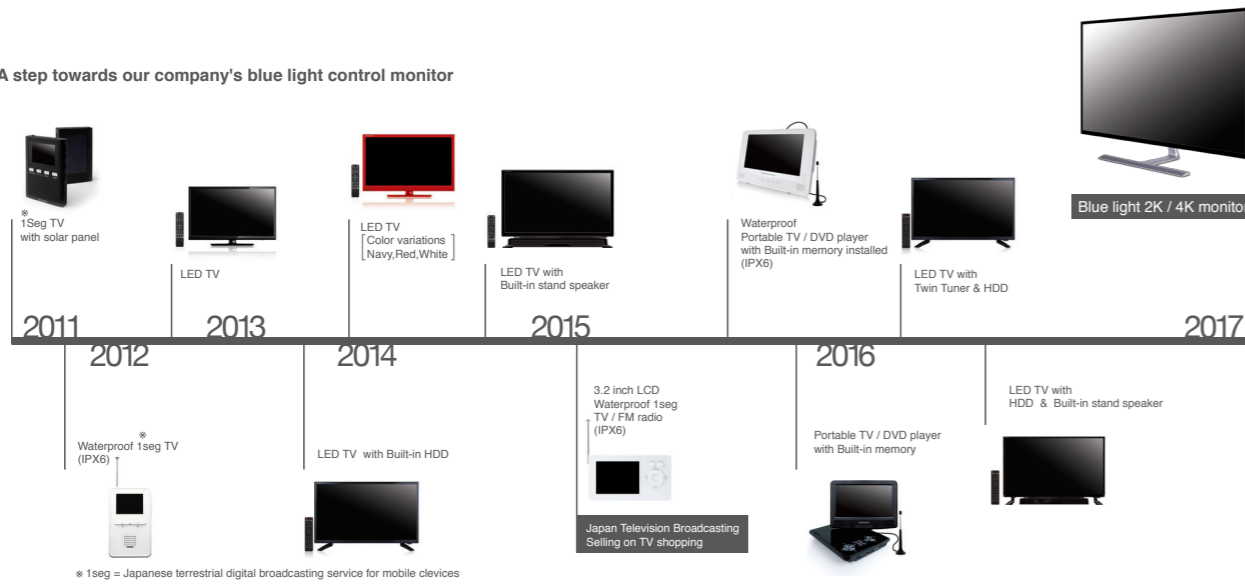 A step towards our company's blue light control monitor
※
1Seg TV
with solar panel
LED TV
LED TV
Color variations
Navy,Red,White
LED TV with
Built-in stand speaker
Waterproof
Portable TV / DVD player
with Built-in memory installed
(IPX6)
LED TV with
Twin Tuner & HDD
Blue light 2K / 4K monitor
2011
2013
2015
2017
2012
2014
2016
※
Waterproof 1seg TV
(IPX6)
LED TV with Built-in HDD
3.2 inch LCD
Waterproof 1seg
TV / FM radio
(IPX6)
Japan Television Broadcasting
Selling on TV shopping
Portable TV / DVD player
with Built-in memory
LED TV with
HDD & Built-in stand speaker
※ 1seg = Japanese terrestrial digital broadcasting service for mobile clevices